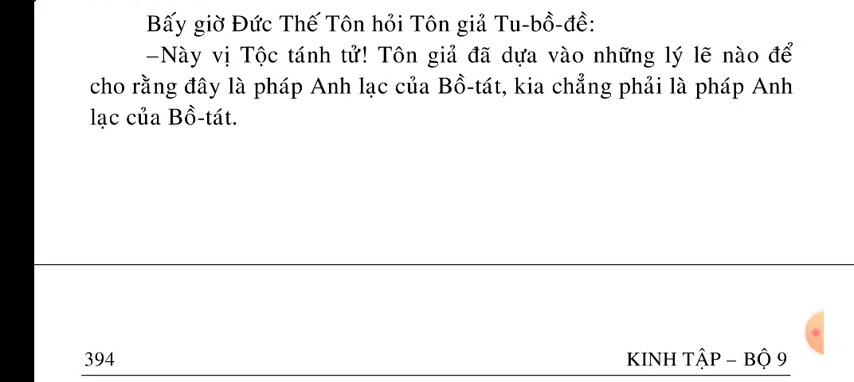 Bấy giờ Đức Thế Tôn hỏi Tôn giả Tu-bồ-đề:
–Này vị Tộc tánh tử! Tôn giả đã dựa vào những lý lẽ nào để
cho rằng đây là pháp Anh lạc của Bồ-tát, kia chẳng phải là pháp Anh
lạc của Bồ-tát.
394 KINH TẬP – BỘ 9